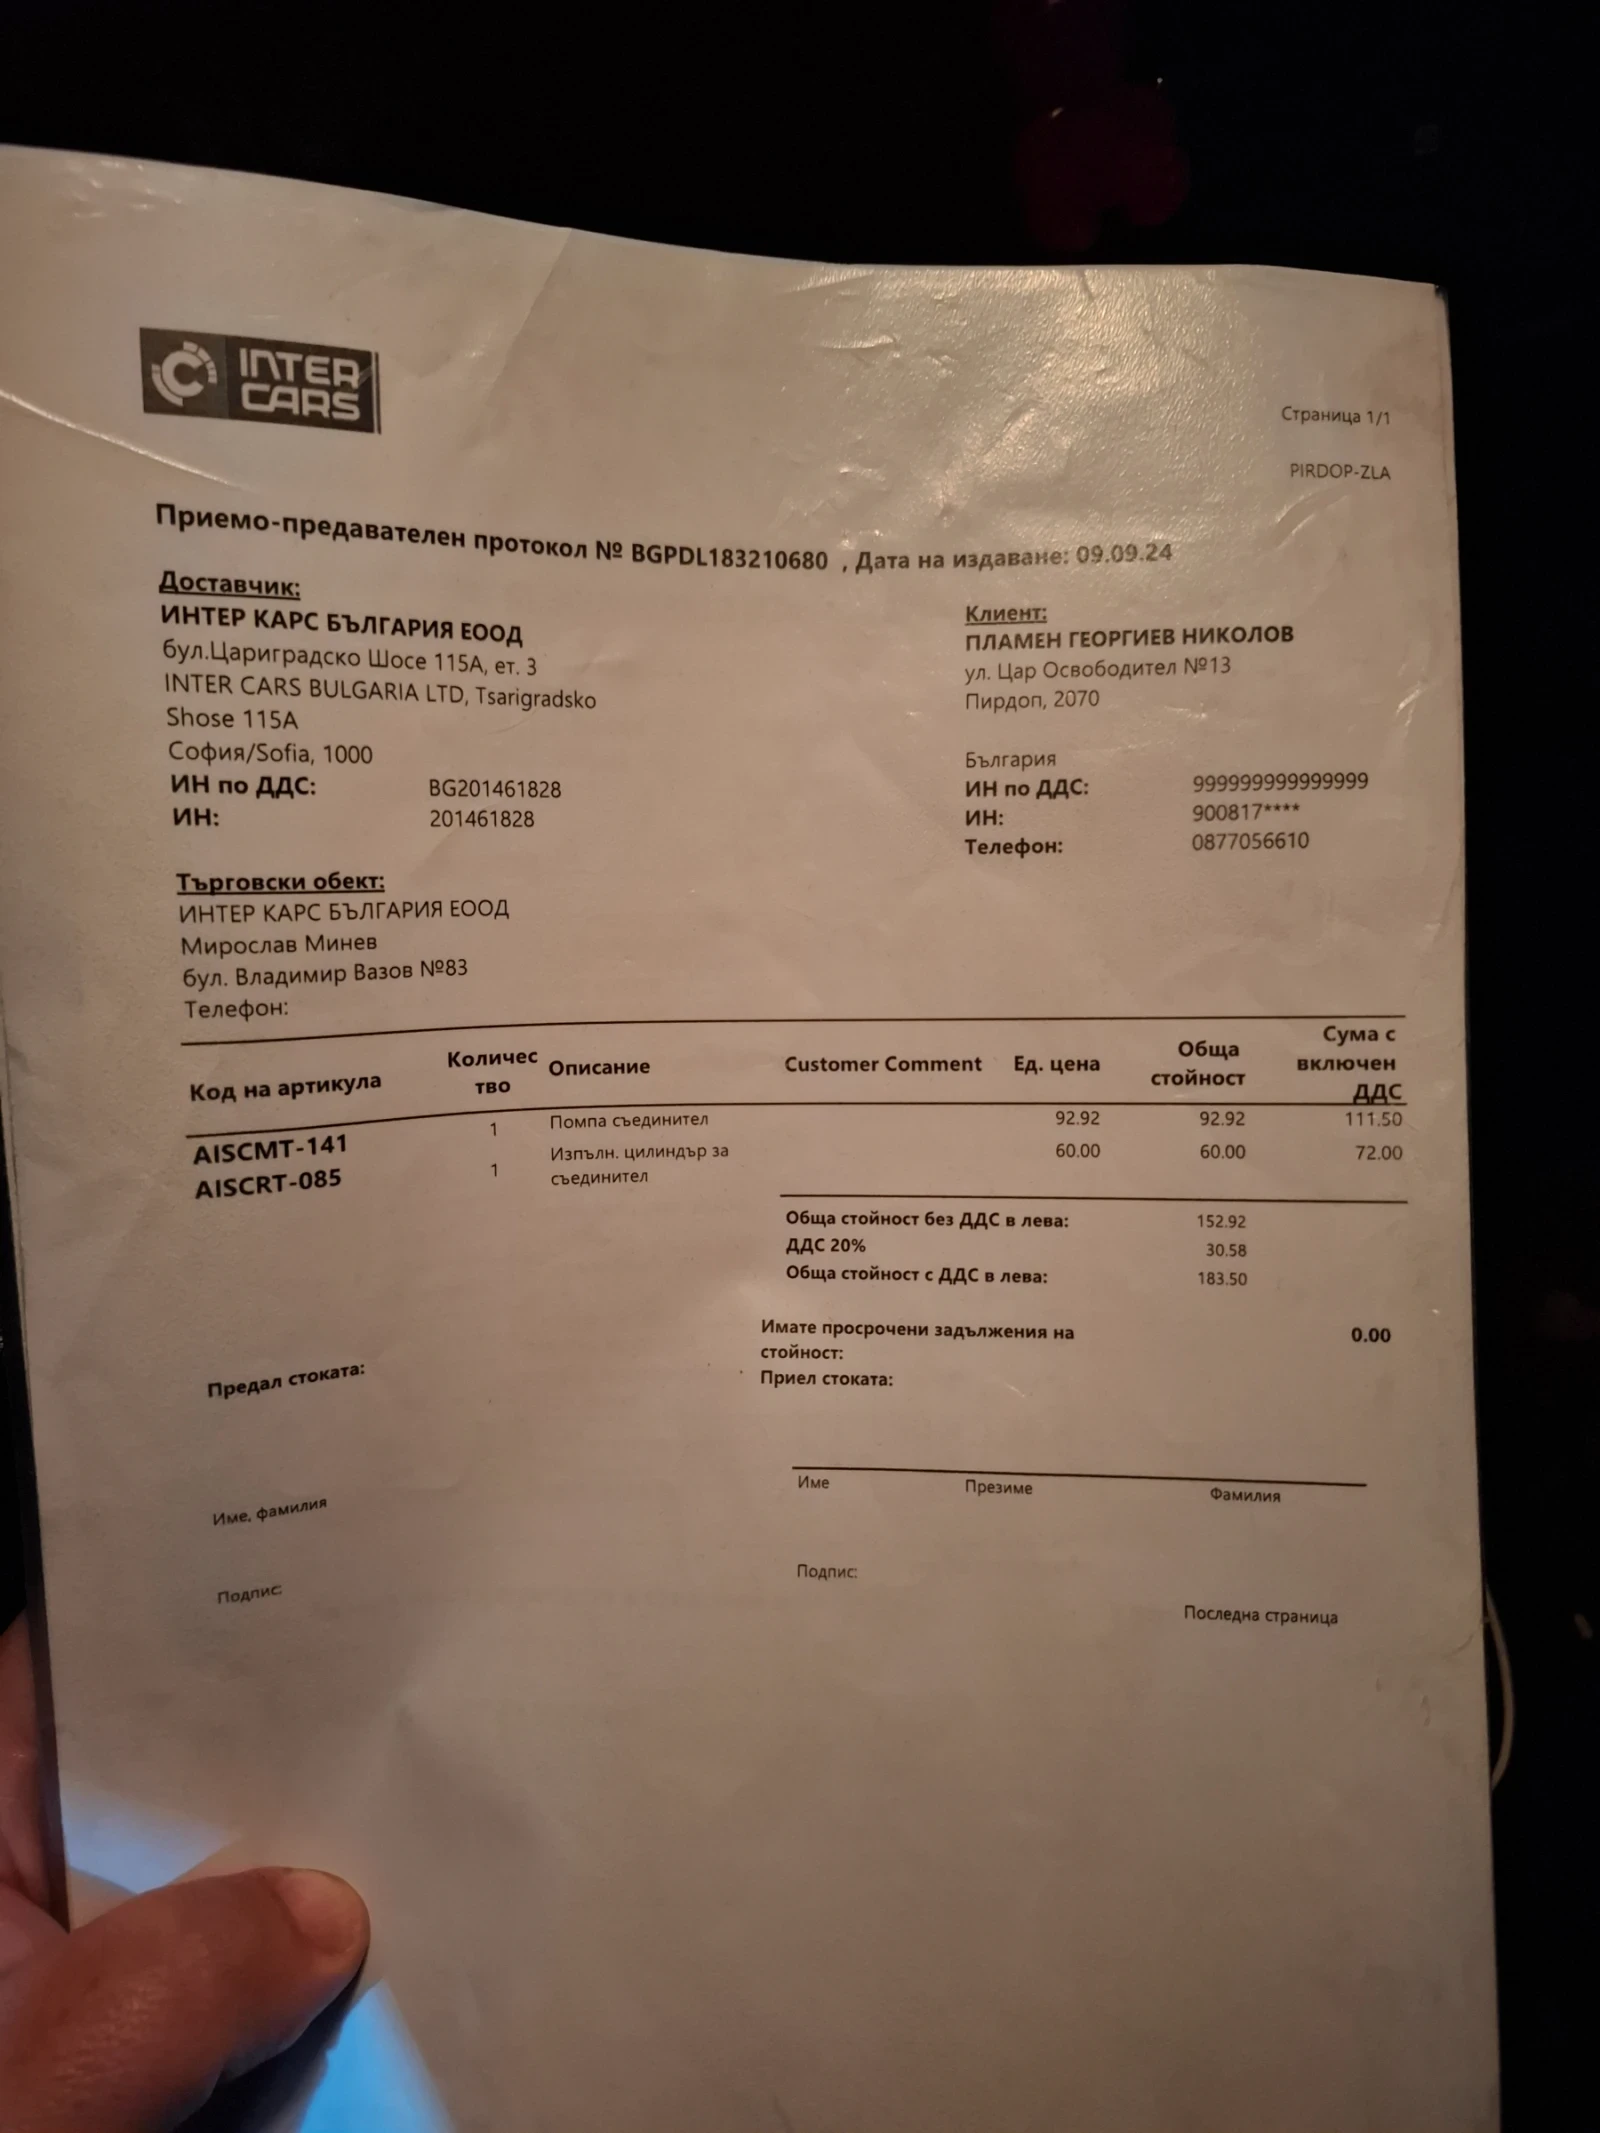 INTER
CARS
Страница 1/1
PIRDOP-ZLA
Приемо-предавателен протокол № BGPDL183210680 , Дата на издаване: 09.09.24
Доставчик:
ИНТЕР КАРС БЪЛГАРИЯ ЕООД
бул.Цариградско Шосе 115А, ет. 3
INTER CARS BULGARIA LTD, Tsarigradsko
Shose 115A
София/Sofia, 1000
ИН по ДДС: BG201461828
ИН: 201461828
Клиент:
ПЛАМЕН ГЕОРГИЕВ НИКОЛОВ
ул. Цар Освободител №13
Пирдоп, 2070
България
ИН по ДДС: 999999999999999
ИН: 900817****
Телефон: 0877056610
Търговски обект:
ИНТЕР КАРС БЪЛГАРИЯ ЕООД
Мирослав Минев
бул. Владимир Вазов №83
Телефон:
Код на артикула Количес тво Описание Customer Comment Ед. цена Обща стойност Сума с включен ДДС
AISCMT-141 1 Помпа съединител 92.92 92.92 111.50
AISCRT-085 1 Изпълн. цилиндър за съединител 60.00 60.00 72.00
Обща стойност без ДДС в лева: 152.92
ДДС 20% 30.58
Обща стойност с ДДС в лева: 183.50
Имате просрочени задължения на 0.00
стойност:
Предал стоката: Приел стоката:
Име Презиме Фамилия
Име, фамилия
Подпис: Подпис:
Последна страница